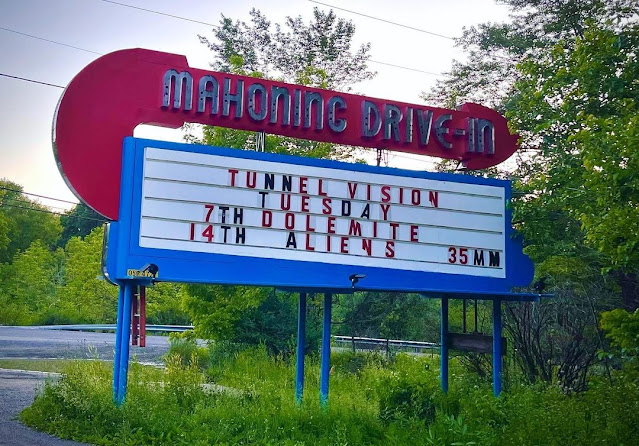 MAHONING DRIVE-IN
TUNNEL VISION
TUESDAY
7TH DOLEMITE
14TH ALIENS 35MM